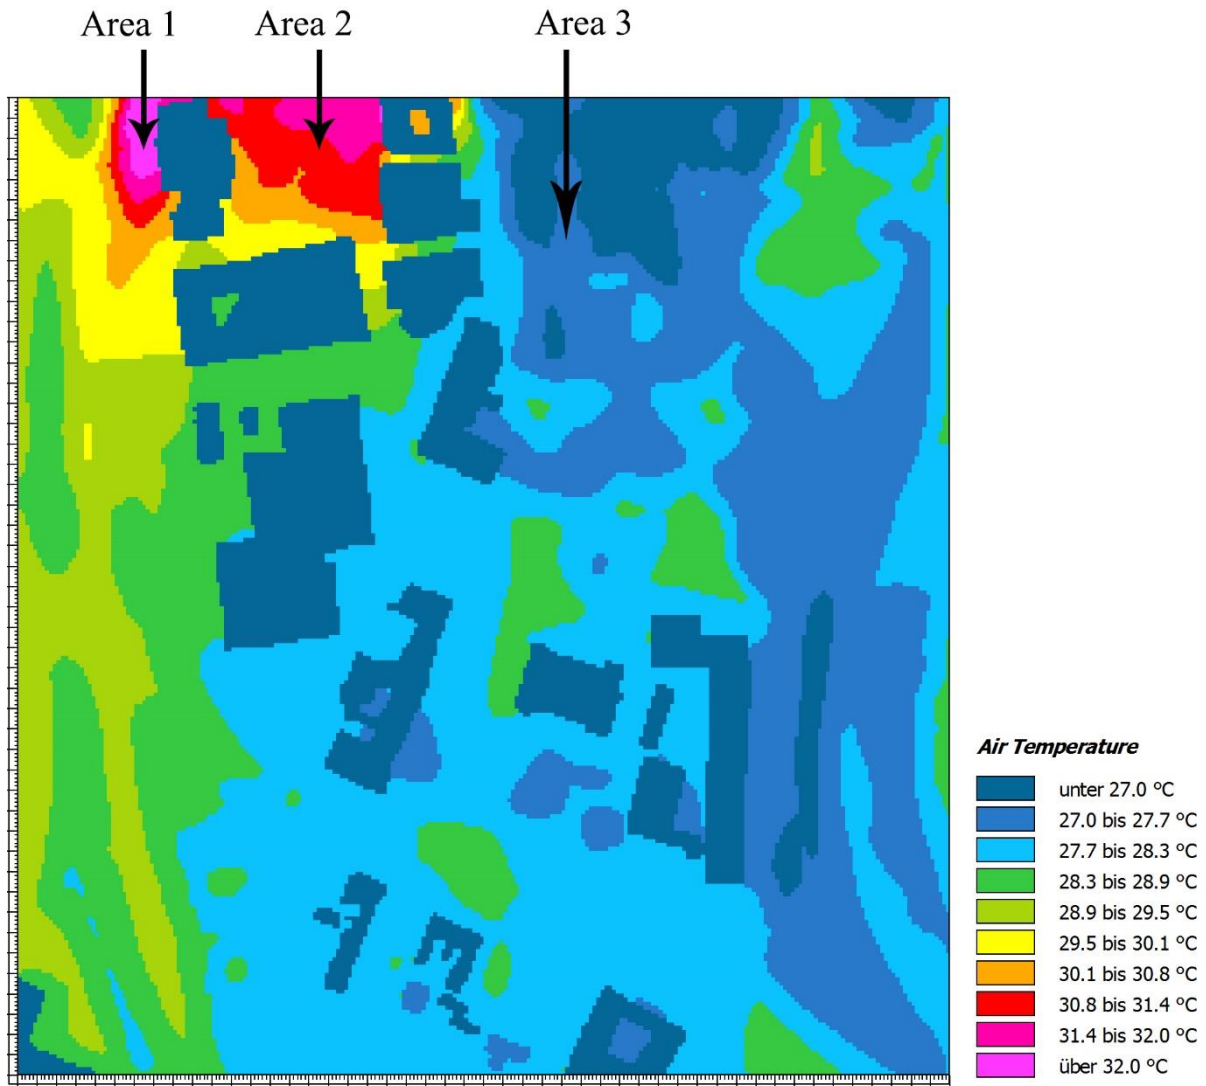 Area 1
Area 2
Area 3
Air Temperature
unter 27.0 °C
27.0 bis 27.7 °C
27.7 bis 28.3 °C
28.3 bis 28.9 °C
28.9 bis 29.5 °C
29.5 bis 30.1 °C
30.1 bis 30.8 °C
30.8 bis 31.4 °C
31.4 bis 32.0 °C
über 32.0 °C